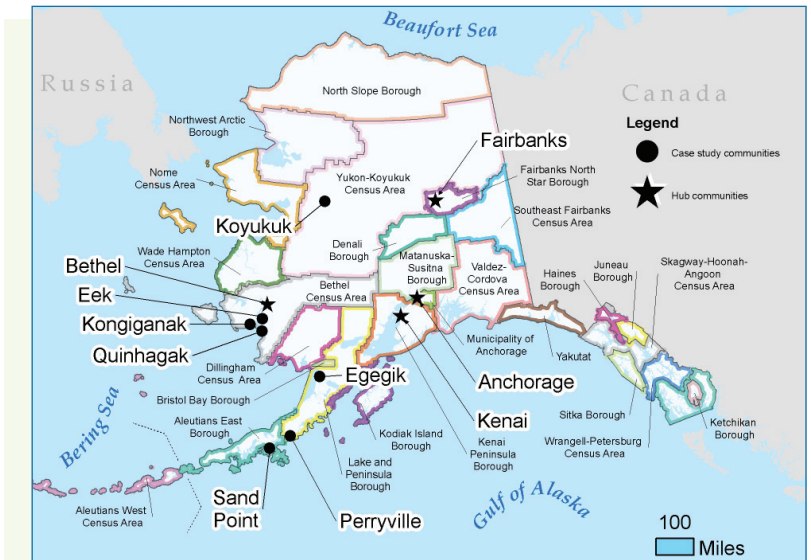 Beaufort Sea
Russia
Canada
North Slope Borough
Legend
Case study communities
Hub communities
Northwest Arctic
Borough
Fairbanks
Nome
Census Area
Yukon-Koyukuk
Census Area
Fairbanks North
Star Borough
Koyukuk
Southeast Fairbanks
Census Area
Denali
Borough
Wade Hampton
Census Area
Matanuska-
Susitna
Borough
Valdez-
Cordova
Census Area
Bethel
Bethel
Census Area
Haines
Borough
Juneau
Borough
Skagway-Hoonah-
Angoon
Census Area
Eek
Kongiganak
Quinhagak
Dillingham
Census Area
Municipality of
Anchorage
Yakutat
Egegik
Anchorage
Bristol Bay Borough
Kenai
Sitka Borough
Ketchikan
Borough
Aleutians East
Borough
Kodiak Island
Borough
Kenai
Peninsula
Borough
Wrangell-Petersburg
Census Area
Bering Sea
Lake and
Peninsula
Borough
Aleutians West
Census Area
Sand
Point
Perryville
Gulf of Alaska
100
Miles